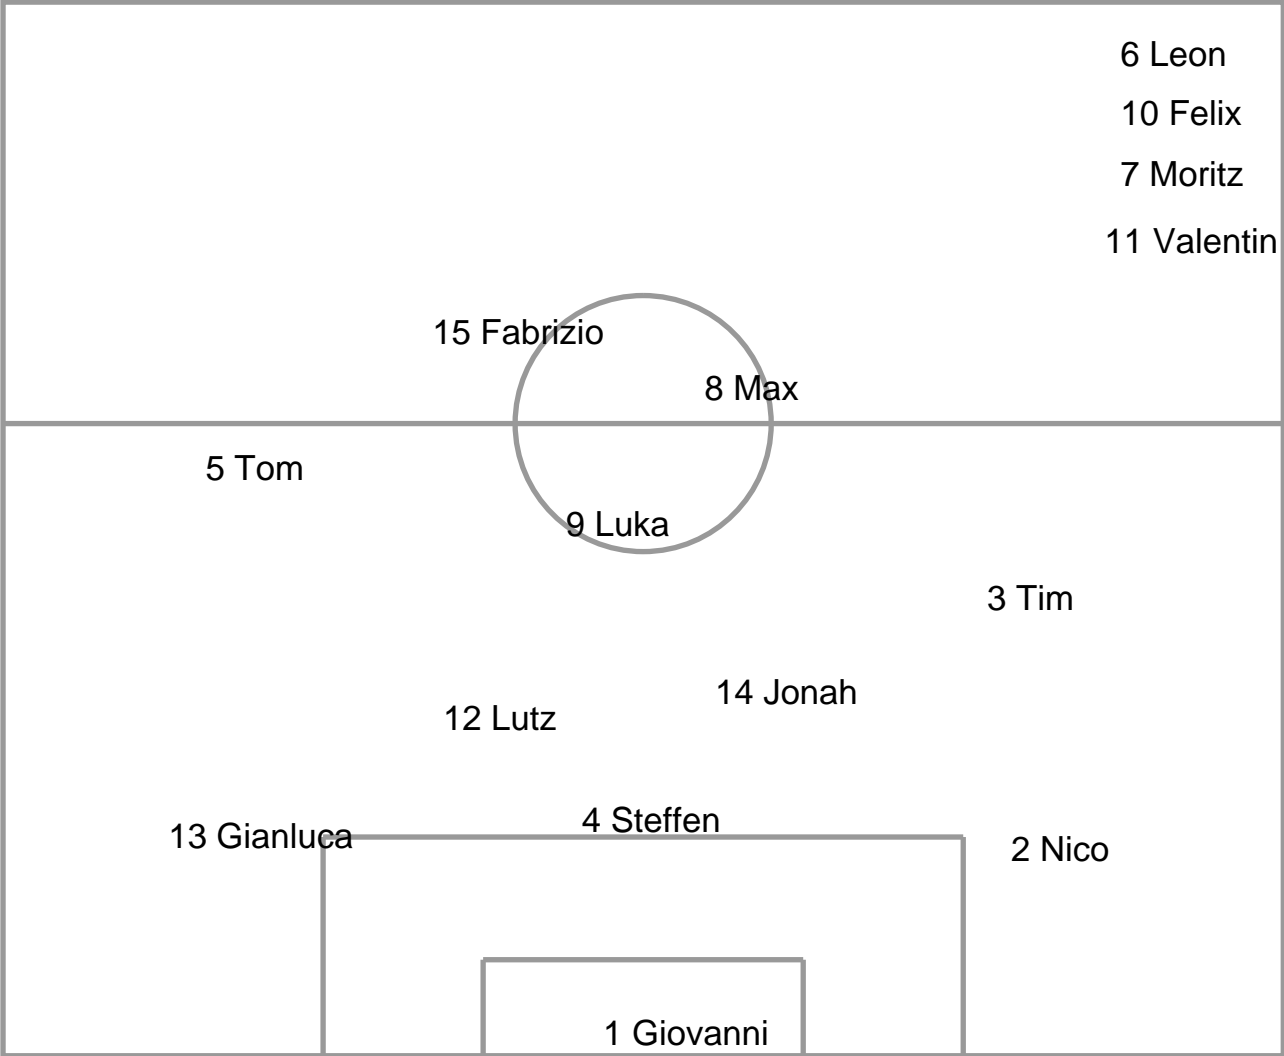 6 Leon
10 Felix
7 Moritz
11 Valentin
15 Fabrizio
8 Max
5 Tom
9 Luka
3 Tim
14 Jonah
12 Lutz
4 Steffen
13 Gianluca
2 Nico
1 Giovanni